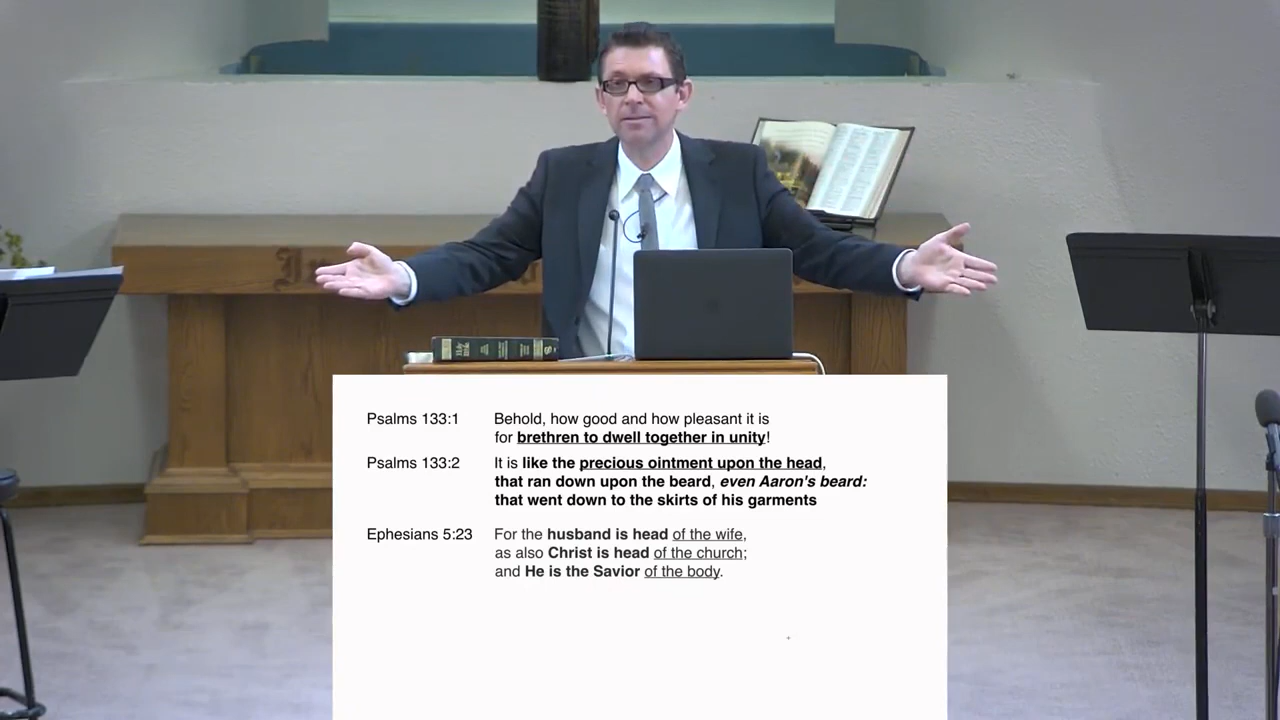 Holy Bible
Psalms 133:1 Behold, how good and how pleasant it is
for brethren to dwell together in unity!
Psalms 133:2 It is like the precious ointment upon the head,
that ran down upon the beard, even Aaron's beard:
that went down to the skirts of his garments
Ephesians 5:23 For the husband is head of the wife,
as also Christ is head of the church;
and He is the Savior of the body.